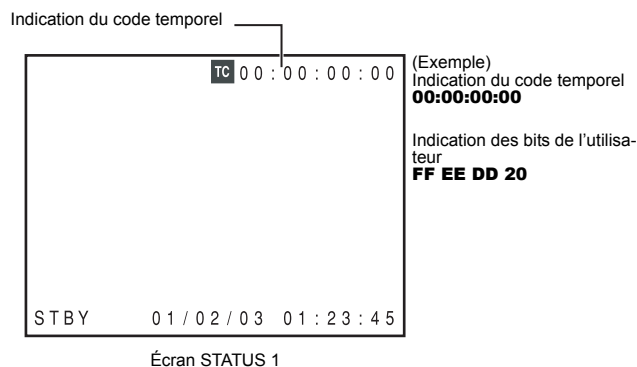 Indication du code temporel
TC 00:00:00:00
(Exemple)
Indication du code temporel
00:00:00:00
Indication des bits de l'utilisa-
teur
FF EE DD 20
STBY 01/02/03 01:23:45
Écran STATUS 1